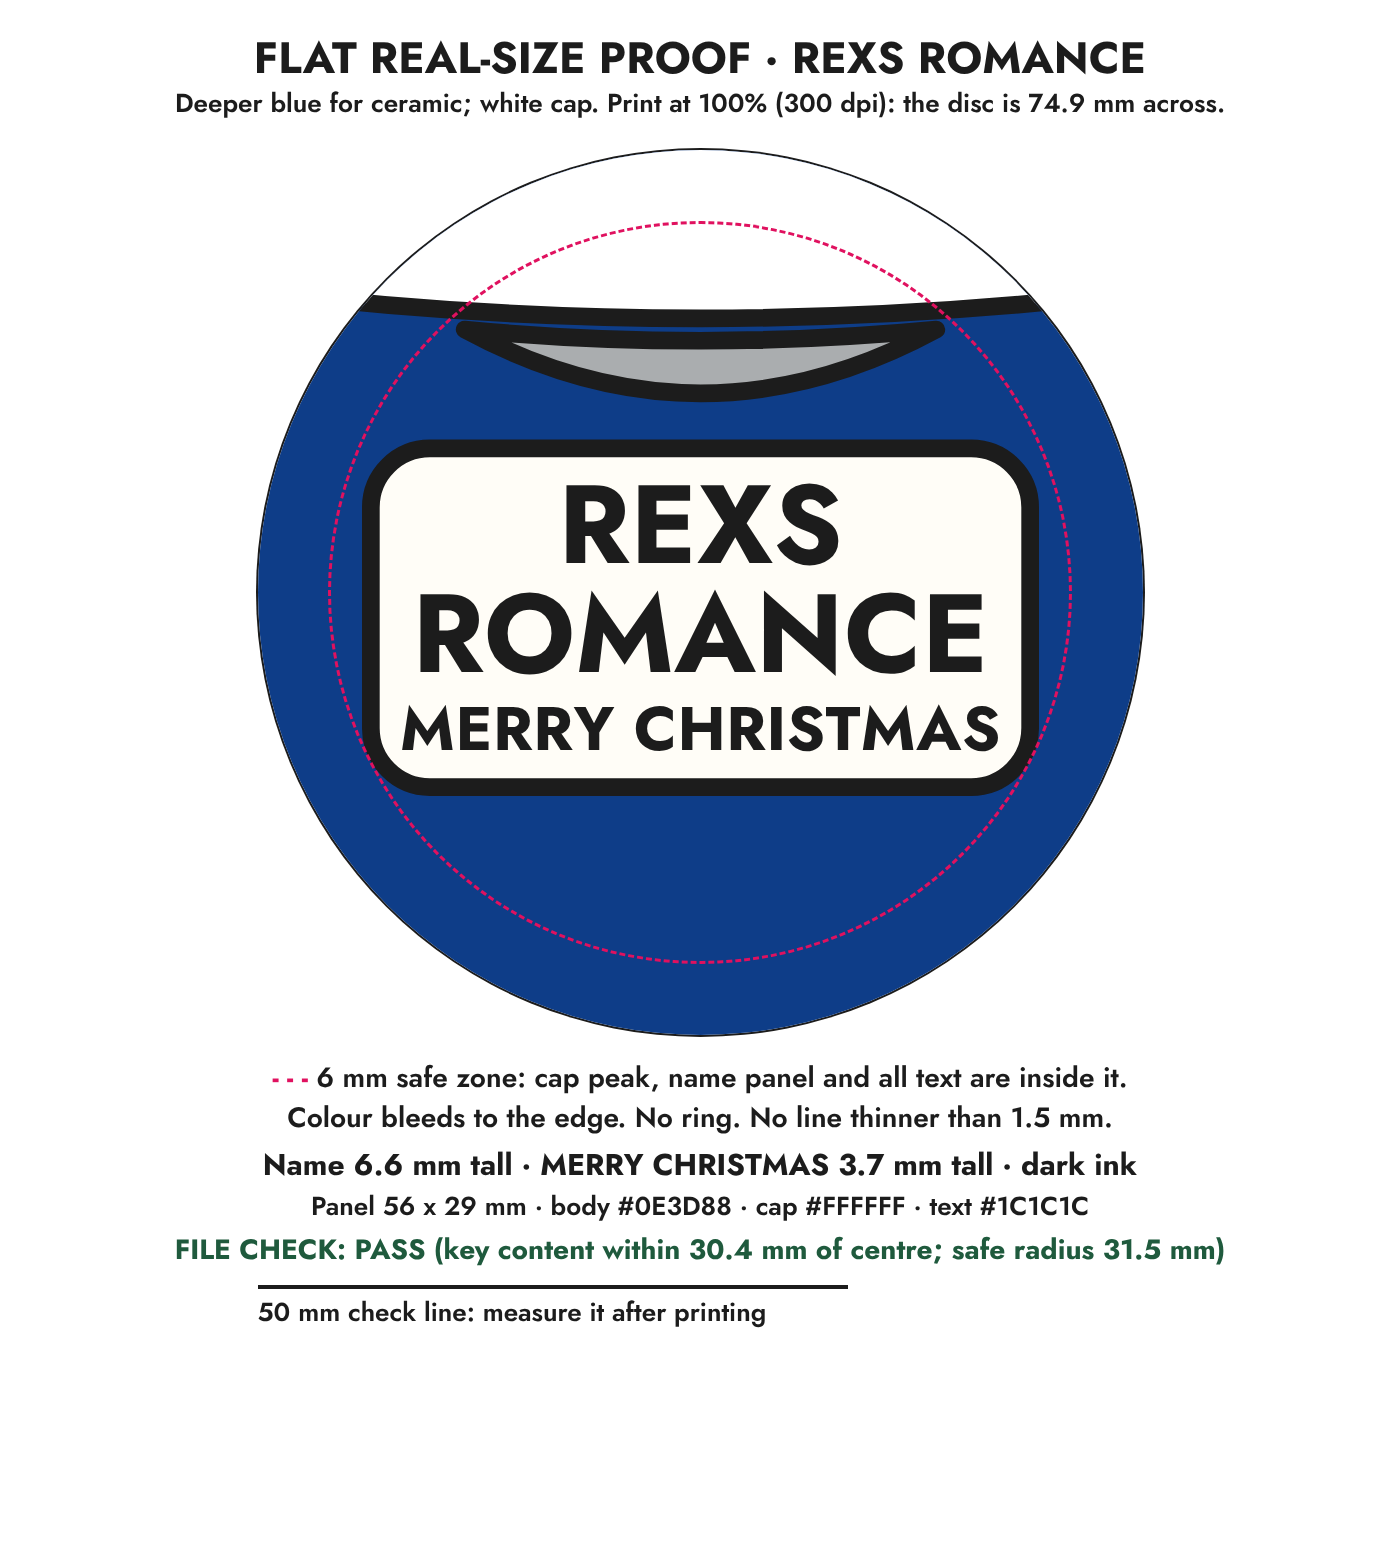 FLAT REAL-SIZE PROOF · REXS ROMANCE
Deeper blue for ceramic; white cap. Print at 100% (300 dpi): the disc is 74.9 mm across.
REXS
ROMANCE
MERRY CHRISTMAS
- - - 6 mm safe zone: cap peak, name panel and all text are inside it.
Colour bleeds to the edge. No ring. No line thinner than 1.5 mm.
Name 6.6 mm tall · MERRY CHRISTMAS 3.7 mm tall · dark ink
Panel 56 x 29 mm · body #0E3D88 · cap #FFFFFF · text #1C1C1C
FILE CHECK: PASS (key content within 30.4 mm of centre; safe radius 31.5 mm)
50 mm check line: measure it after printing